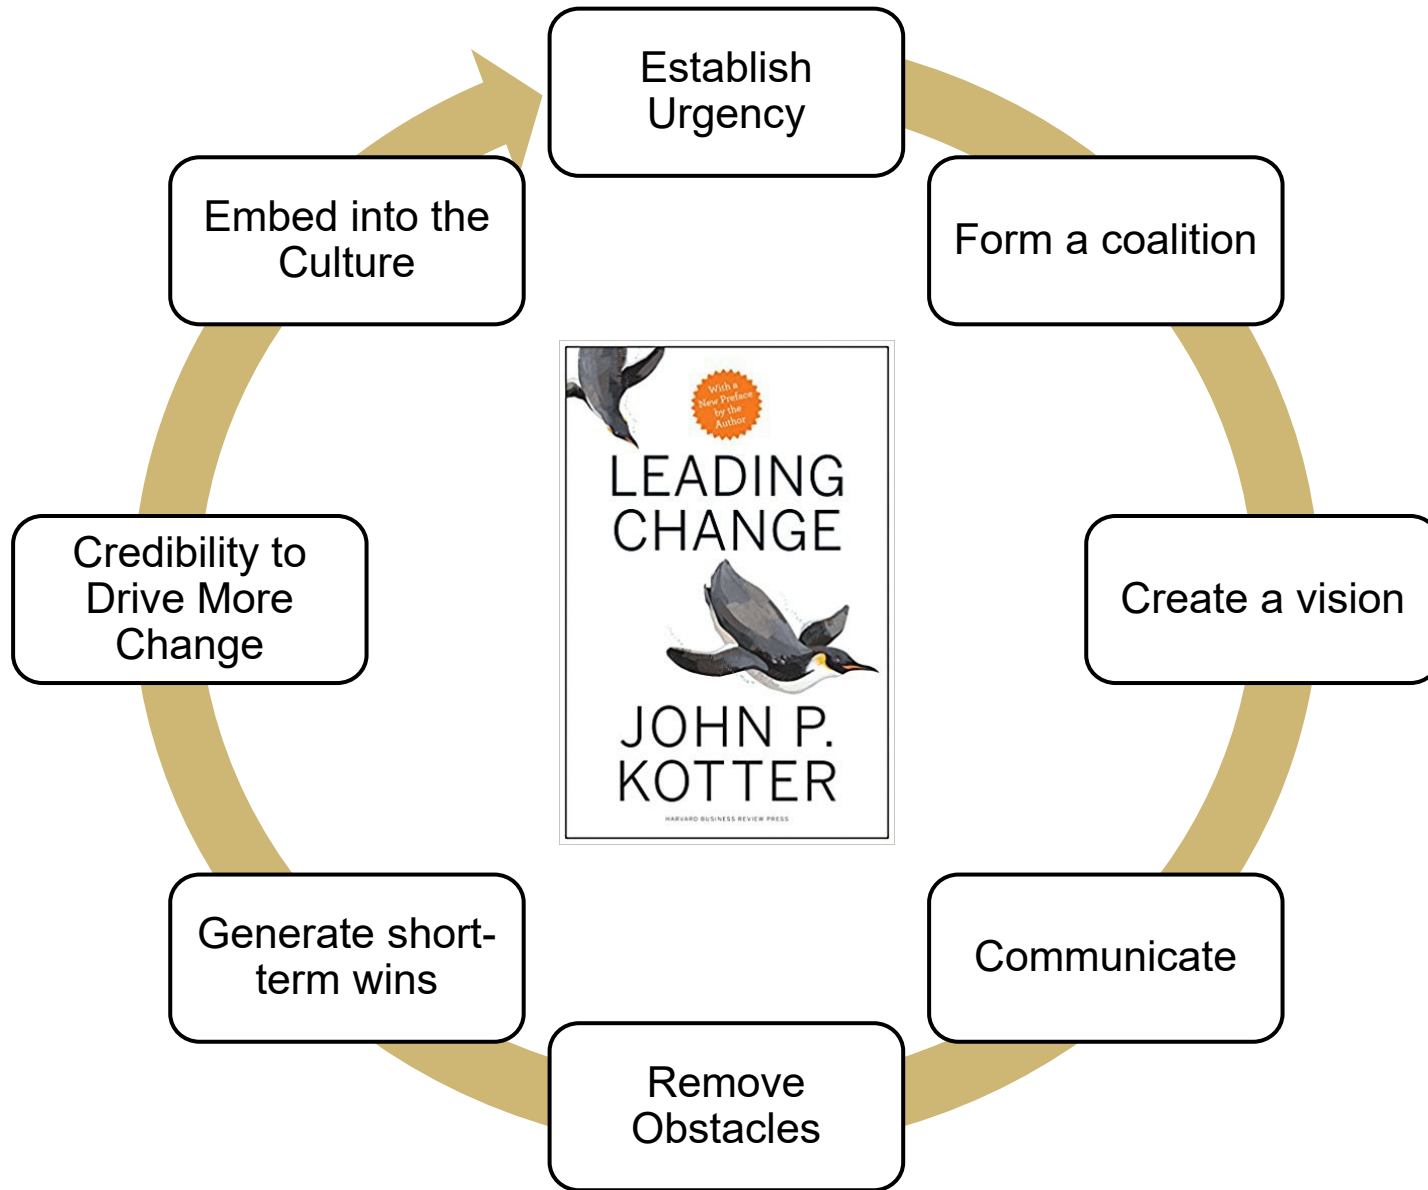 Establish
Urgency
Form a coalition
Create a vision
Communicate
Remove
Obstacles
Generate short-
term wins
Credibility to
Drive More
Change
Embed into the
Culture
With a
New Preface
by the
Author
LEADING
CHANGE
JOHN P.
KOTTER
HARVARD BUSINESS REVIEW PRESS